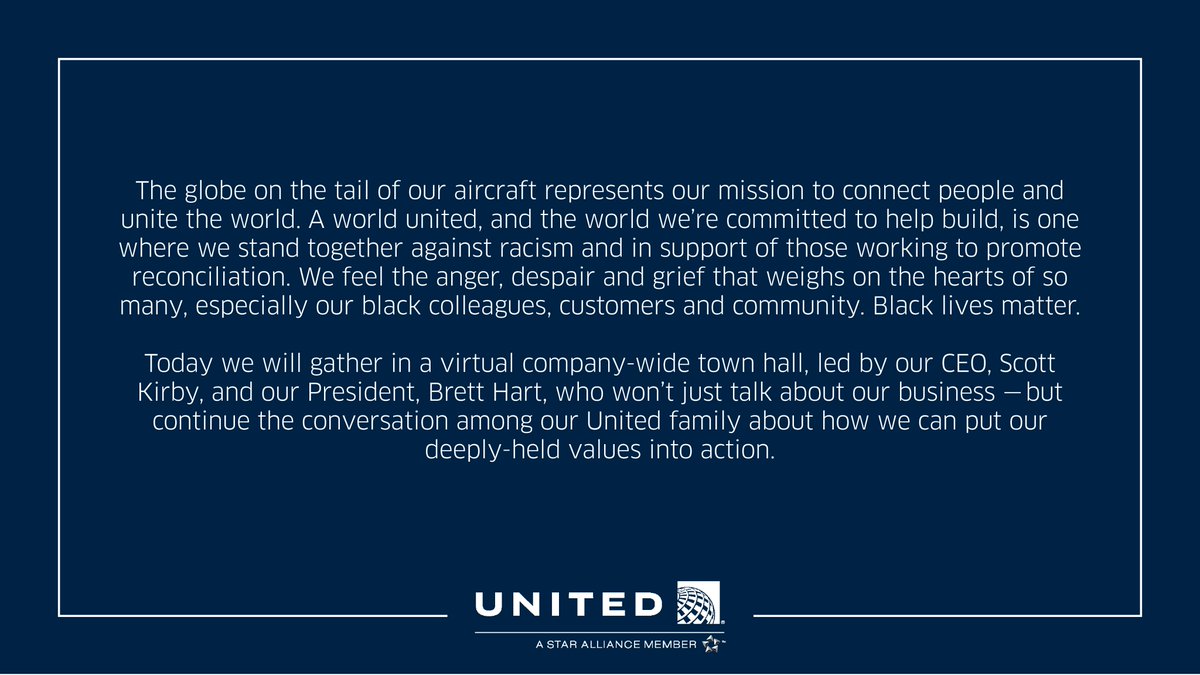 The globe on the tail of our aircraft represents our mission to connect people and
unite the world. A world united, and the world we’re committed to help build, is one
where we stand together against racism and in support of those working to promote
reconciliation. We feel the anger, despair and grief that weighs on the hearts of so
many, especially our black colleagues, customers and community. Black lives matter.
Today we will gather in a virtual company-wide town hall, led by our CEO, Scott
Kirby, and our President, Brett Hart, who won’t just talk about our business — but
continue the conversation among our United family about how we can put our
deeply-held values into action.
UNITED
A STAR ALLIANCE MEMBER